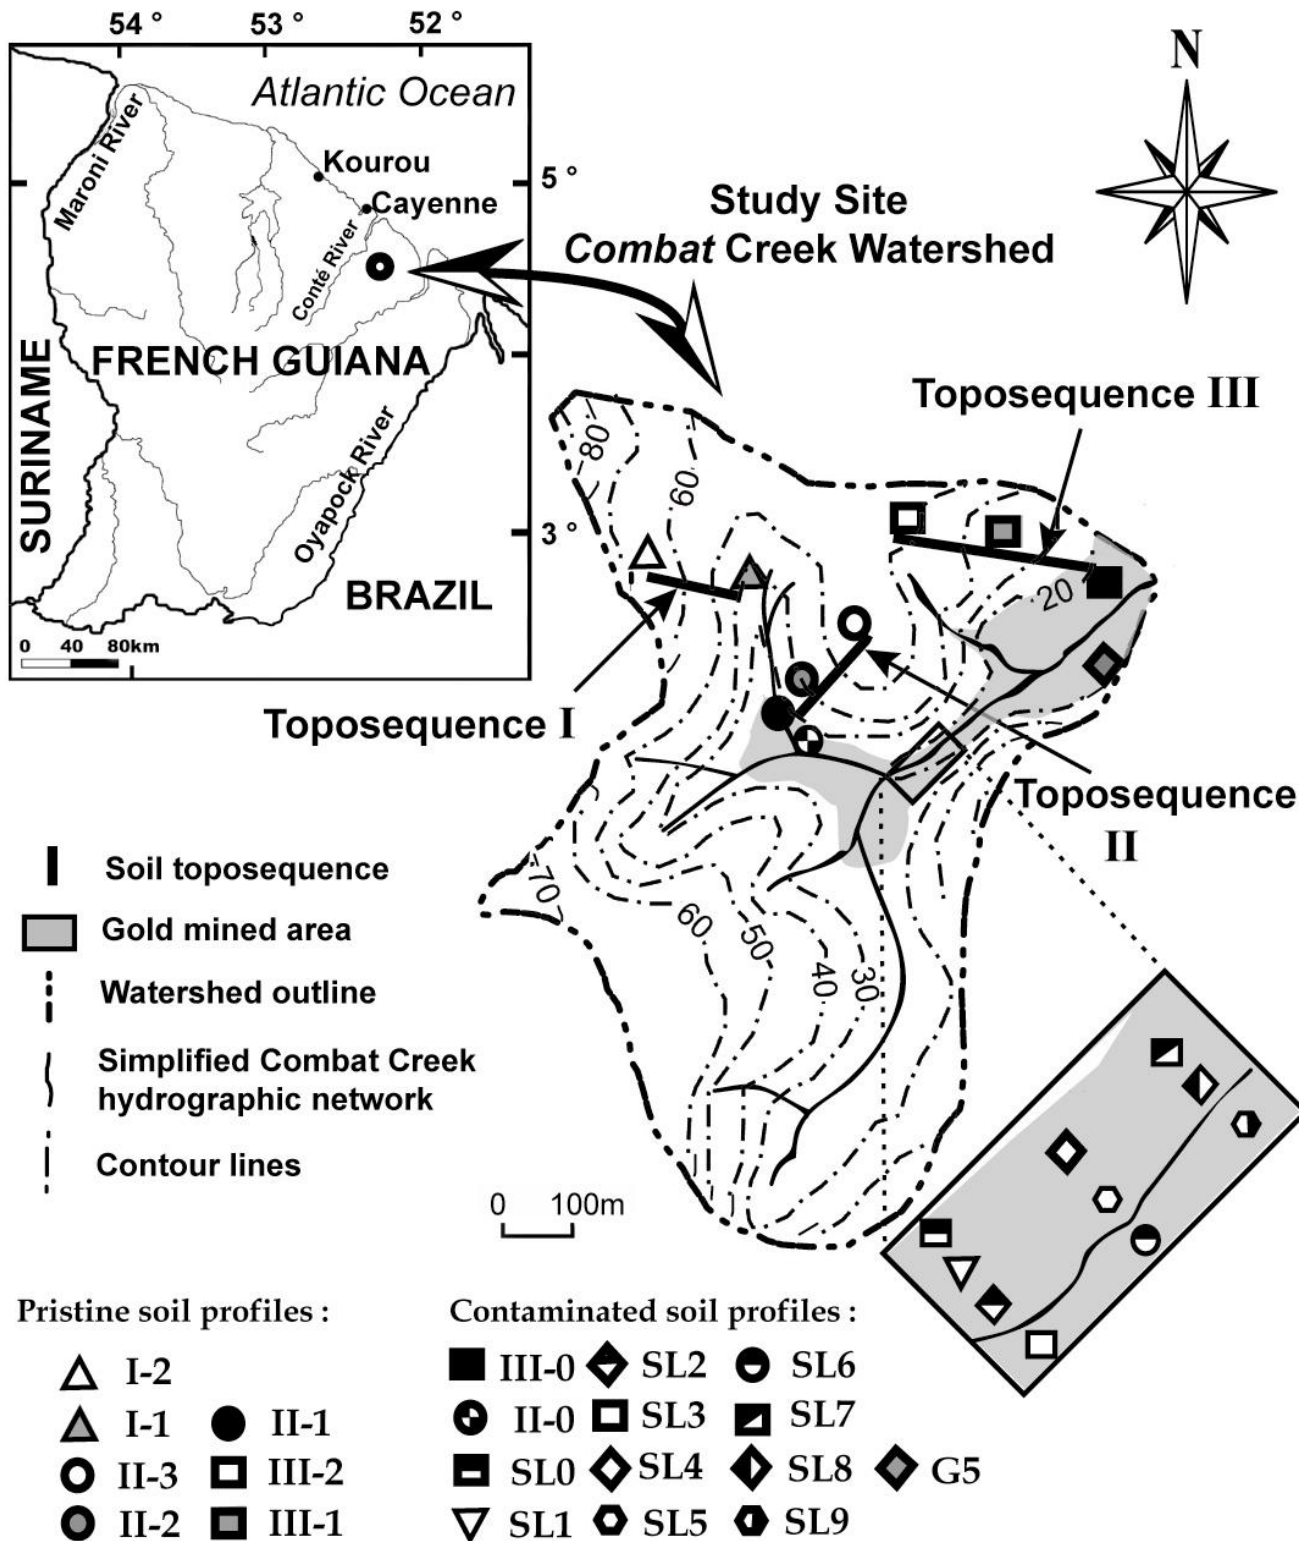 54 °
53 °
52 °
Atlantic Ocean
N
Maroni River
Kourou
5 °
Cayenne
Study Site
Combat Creek Watershed
Conté River
FRENCH GUIANA
SURINAME
Oyapock River
3 °
BRAZIL
0 40 80km
Toposequence III
80
60
20
Toposequence I
Toposequence
II
70
60
50
40
30
Soil toposequence
Gold mined area
Watershed outline
Simplified Combat Creek
hydrographic network
Contour lines
0 100m
Pristine soil profiles :
I-2
I-1
II-1
II-3
III-2
II-2
III-1
Contaminated soil profiles :
III-0 SL2 SL6
II-0 SL3 SL7
SL0 SL4 SL8 G5
SL1 SL5 SL9